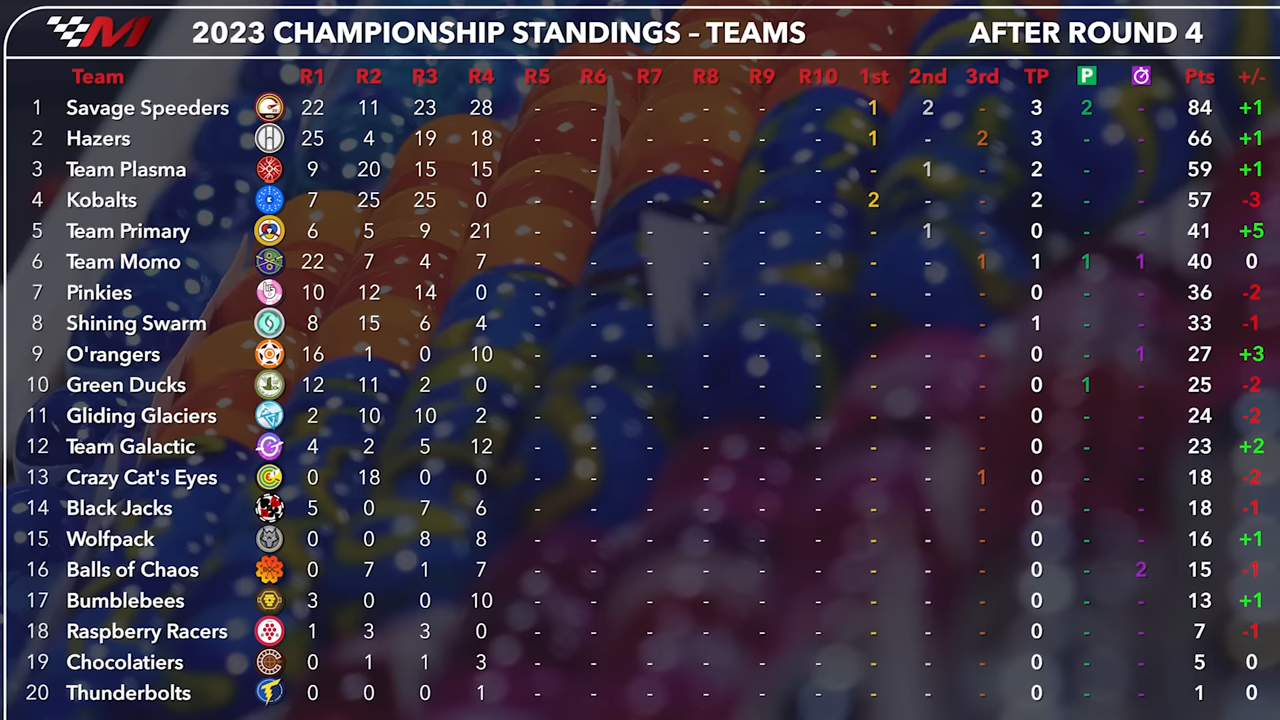 M 2023 CHAMPIONSHIP STANDINGS – TEAMS AFTER ROUND 4
Team R1 R2 R3 R4 R5 R6 R7 R8 R9 R10 1st 2nd 3rd TP P Pts +/-
1 Savage Speeders 22 11 23 28 - - - - - - 1 2 - 3 2 - 84 +1
2 Hazers 25 4 19 18 - - - - - - 1 - 2 3 - - 66 +1
3 Team Plasma 9 20 15 15 - - - - - - - 1 - 2 - - 59 +1
4 Kobalts 7 25 25 0 - - - - - - 2 - - 2 - - 57 -3
5 Team Primary 6 5 9 21 - - - - - - - 1 - 0 - - 41 +5
6 Team Momo 22 7 4 7 - - - - - - - - 1 1 1 1 40 0
7 Pinkies 10 12 14 0 - - - - - - - - - 0 - - 36 -2
8 Shining Swarm 8 15 6 4 - - - - - - - - - 1 - - 33 -1
9 O'rangers 16 1 0 10 - - - - - - - - - 0 - 1 27 +3
10 Green Ducks 12 11 2 0 - - - - - - - - - 0 1 - 25 -2
11 Gliding Glaciers 2 10 10 2 - - - - - - - - - 0 - - 24 -2
12 Team Galactic 4 2 5 12 - - - - - - - - - 0 - - 23 +2
13 Crazy Cat's Eyes 0 18 0 0 - - - - - - - - 1 0 - - 18 -2
14 Black Jacks 5 0 7 6 - - - - - - - - - 0 - - 18 -1
15 Wolfpack 0 0 8 8 - - - - - - - - - 0 - - 16 +1
16 Balls of Chaos 0 7 1 7 - - - - - - - - - 0 - 2 15 -1
17 Bumblebees 3 0 0 10 - - - - - - - - - 0 - - 13 +1
18 Raspberry Racers 1 3 3 0 - - - - - - - - - 0 - - 7 -1
19 Chocolatiers 0 1 1 3 - - - - - - - - - 0 - - 5 0
20 Thunderbolts 0 0 0 1 - - - - - - - - - 0 - - 1 0